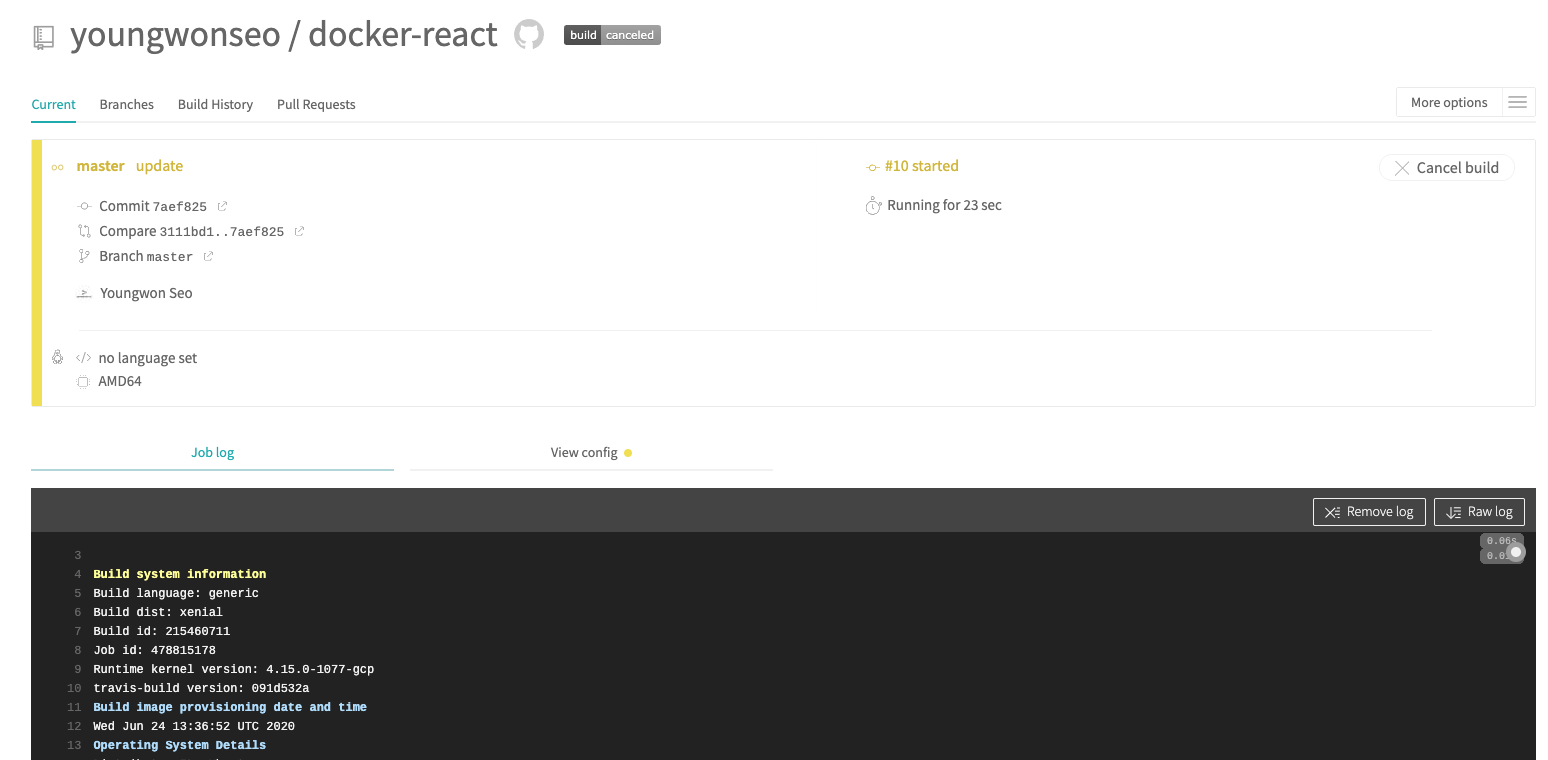 youngwonseo / docker-react
build canceled
Current Branches Build History Pull Requests
More options
master update
#10 started
Cancel build
Commit 7aef825
Running for 23 sec
Compare 3111bd1..7aef825
Branch master
Youngwon Seo
</> no language set
AMD64
Job log
View config
Remove log
Raw log
3
0.06s
4 Build system information
5 Build language: generic
6 Build dist: xenial
7 Build id: 215460711
8 Job id: 478815178
9 Runtime kernel version: 4.15.0-1077-gcp
10 travis-build version: 091d532a
11 Build image provisioning date and time
12 Wed Jun 24 13:36:52 UTC 2020
13 Operating System Details